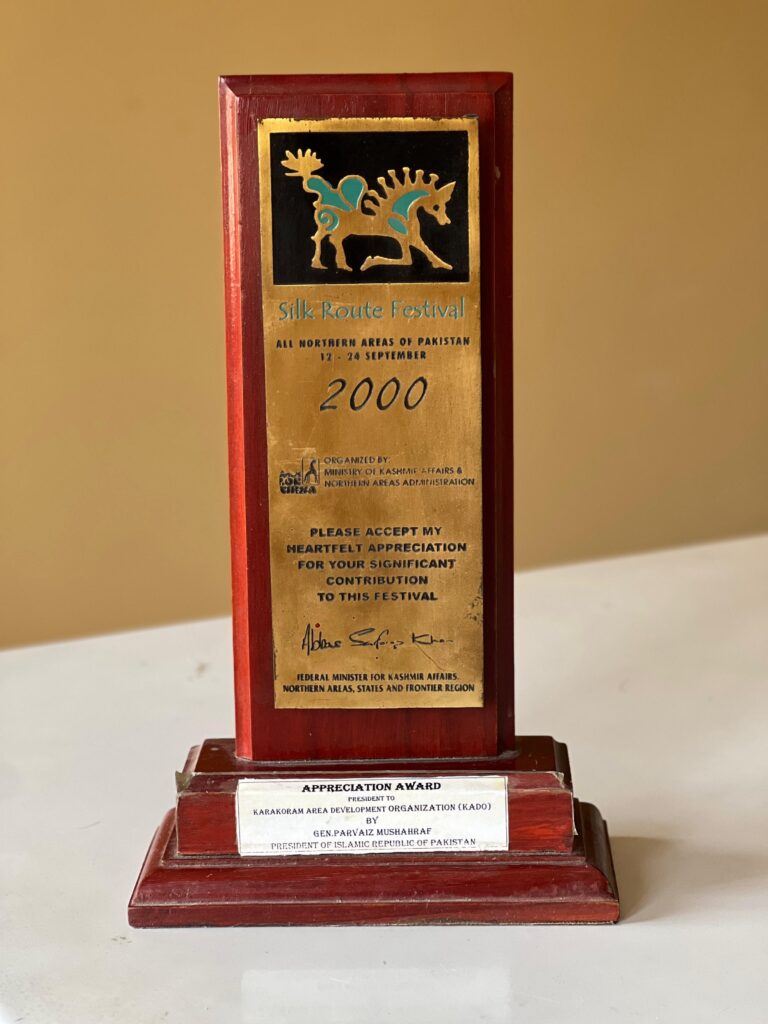 Silk Route Festival
ALL NORTHERN AREAS OF PAKISTAN
12 - 24 SEPTEMBER
2000
ORGANIZED BY:
MINISTRY OF KASHMIR AFFAIRS &
NORTHERN AREAS ADMINISTRATION
PLEASE ACCEPT MY
HEARTFELT APPRECIATION
FOR YOUR SIGNIFICANT
CONTRIBUTION
TO THIS FESTIVAL
Khan
FEDERAL MINISTER FOR KASHMIR AFFAIRS,
NORTHERN AREAS, STATES AND FRONTIER REGION
APPRECIATION AWARD
PRESIDENT TO
KARAKORAM AREA DEVELOPMENT ORGANIZATION (KADO)
BY
GEN.PARVAIZ MUSHAHRAF
PRESIDENT OF ISLAMIC REPUBLIC OF PAKISTAN